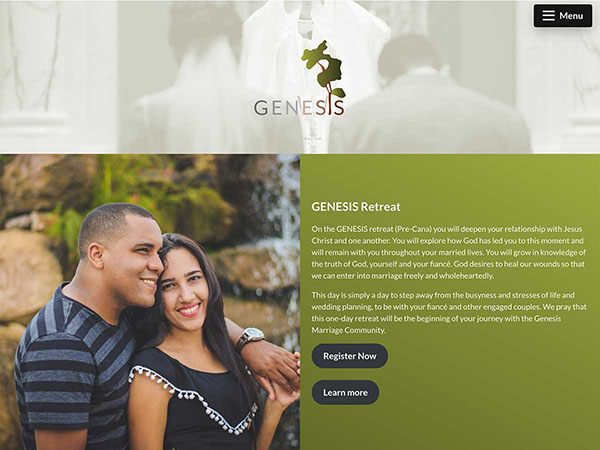 Menu
GENESIS
GENESIS Retreat
On the GENESIS retreat (Pre-Cana) you will deepen your relationship with Jesus
Christ and one another. You will explore how God has led you to this moment and
will remain with you throughout your married lives. You will grow in knowledge of
the truth of God, yourself and your fiancé. God desires to heal our wounds so that
we can enter into marriage freely and wholeheartedly.
This day is simply a day to step away from the busyness and stresses of life and
wedding planning, to be with your fiancé and other engaged couples. We pray that
this one-day retreat will be the beginning of your journey with the Genesis
Marriage Community.
Register Now
Learn more